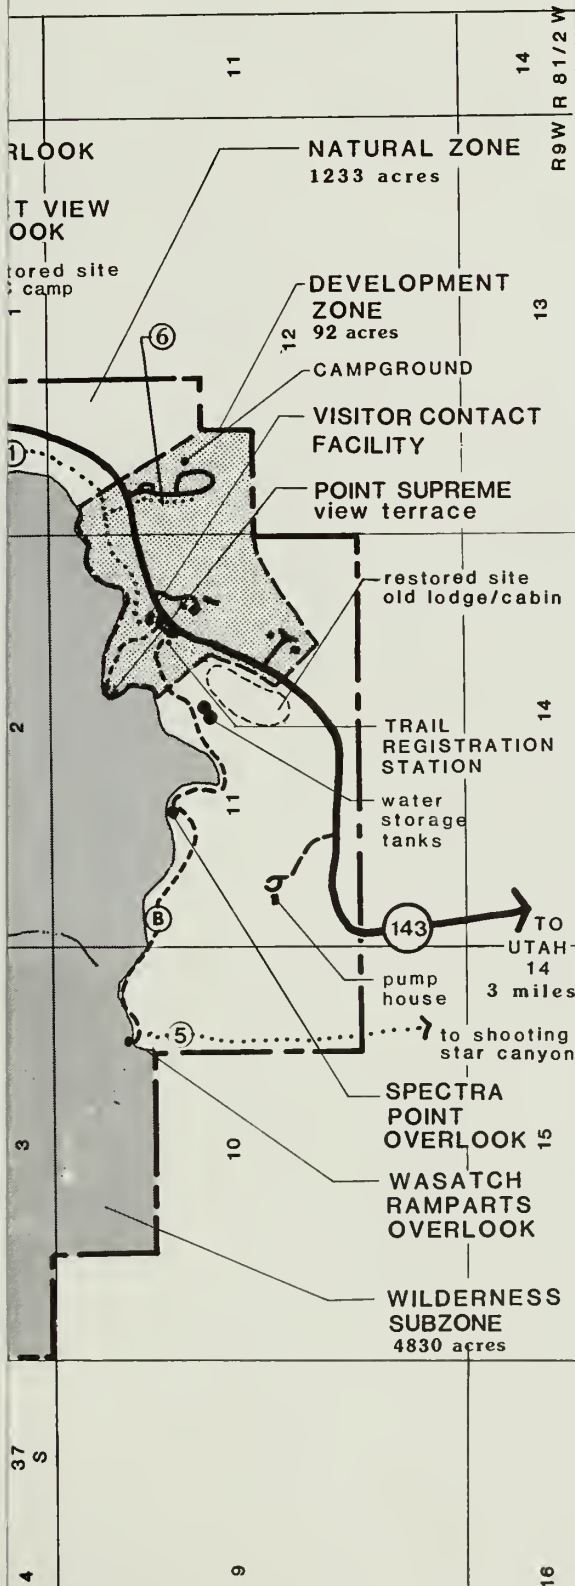 11
14
R9W R 8 1/2 W
RLOOK
NATURAL ZONE
1233 acres
T VIEW
OOK
tored site
camp
1
DEVELOPMENT
ZONE
92 acres
12
13
6
CAMPGROUND
VISITOR CONTACT
FACILITY
1
POINT SUPREME
view terrace
restored site
old lodge/cabin
2
14
TRAIL
REGISTRATION
STATION
11
water
storage
tanks
B
143
TO
UTAH
14
3 miles
pump
house
5
to shooting
star canyon
SPECTRA
POINT
OVERLOOK
15
3
10
WASATCH
RAMPARTS
OVERLOOK
WILDERNESS
SUBZONE
4830 acres
37
S
4
9
16